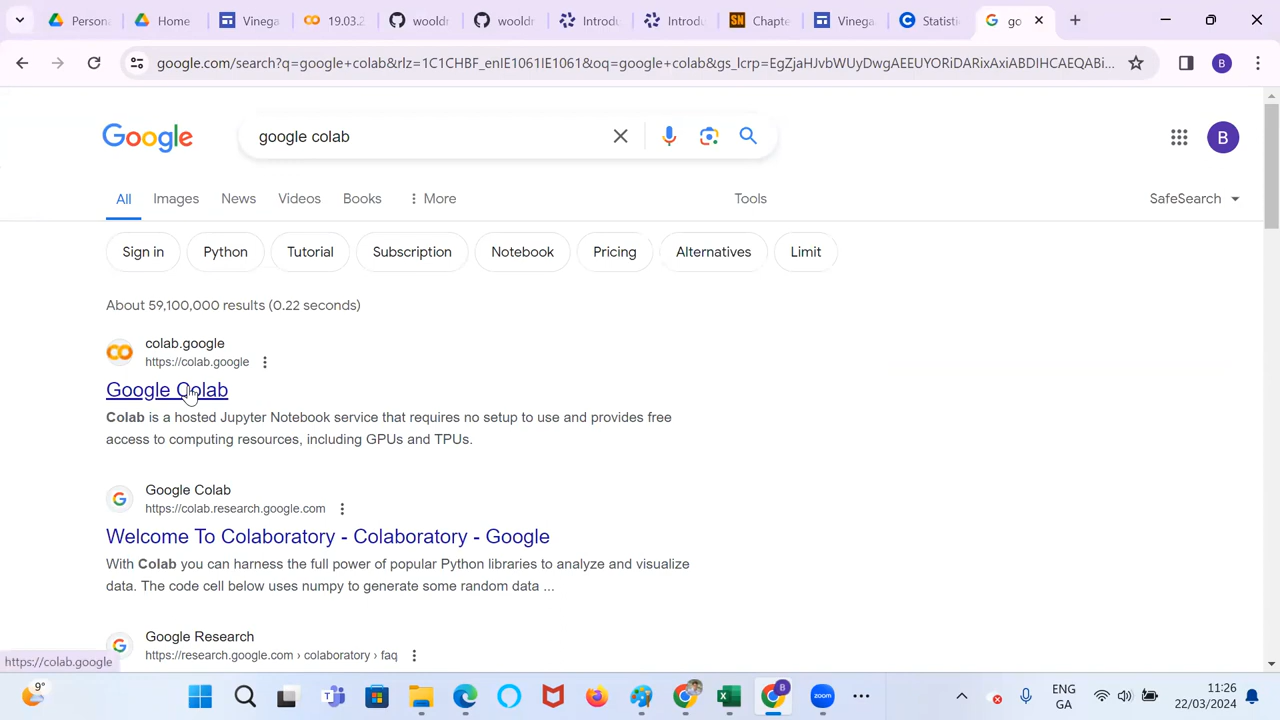 Persona
Home
Vinega
19.03.2
wooldr
wooldr
Introdu
Introdu
SN
Chapte
Vinega
C
Statisti
G
go
google.com/search?q=google+colab&rlz=1C1CHBF_enIE1061IE1061&oq=google+colab&gs_lcrp=EgZjaHJvbWUyDwgAEEUYORiDARixAxiABDIHCAEQABi...
B
Google
google colab
B
All
Images
News
Videos
Books
More
Tools
SafeSearch
Sign in
Python
Tutorial
Subscription
Notebook
Pricing
Alternatives
Limit
About 59,100,000 results (0.22 seconds)
colab.google
https://colab.google
Google Colab
Colab is a hosted Jupyter Notebook service that requires no setup to use and provides free
access to computing resources, including GPUs and TPUs.
Google Colab
https://colab.research.google.com
Welcome To Colaboratory - Colaboratory - Google
With Colab you can harness the full power of popular Python libraries to analyze and visualize
data. The code cell below uses numpy to generate some random data ...
Google Research
https://research.google.com › colaboratory › faq
https://colab.google
9°
zoom
B
ENG
GA
11:26
22/03/2024